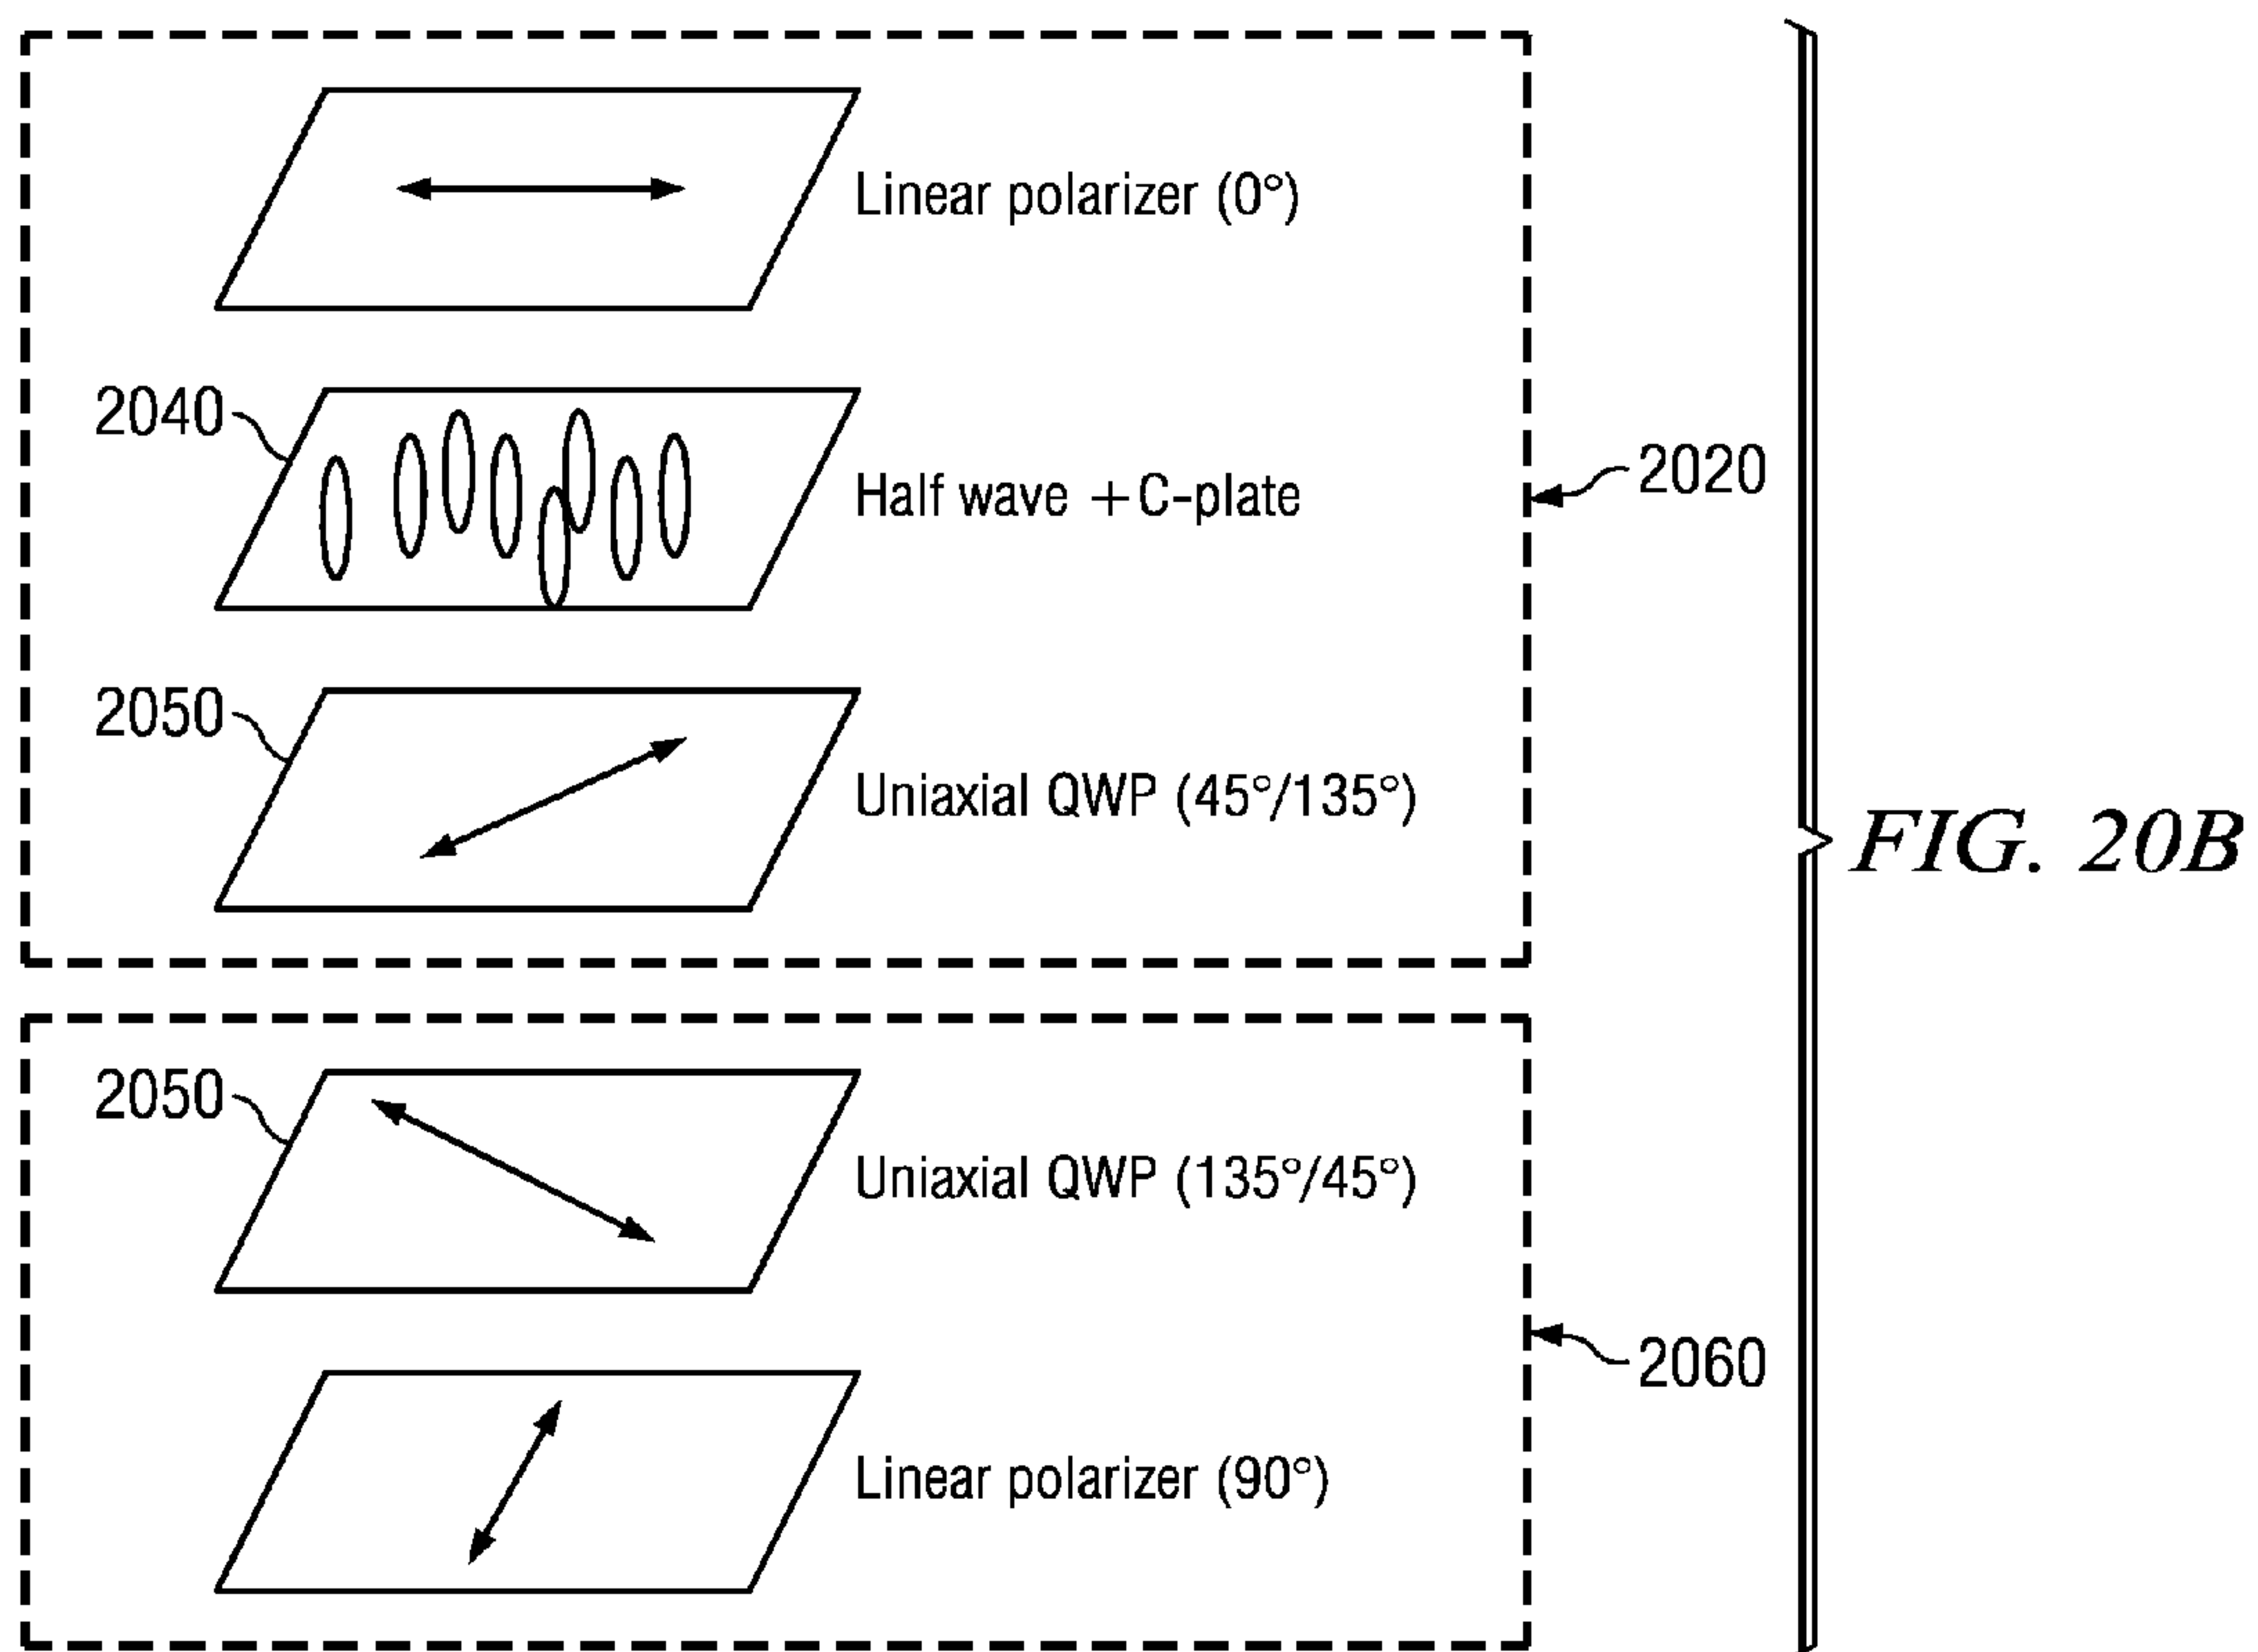 Linear polarizer (0°)
2040
Half wave +C-plate
2020
2050
Uniaxial QWP (45°/135°)
FIG. 20B
2050
Uniaxial QWP (135°/45°)
2060
Linear polarizer (90°)